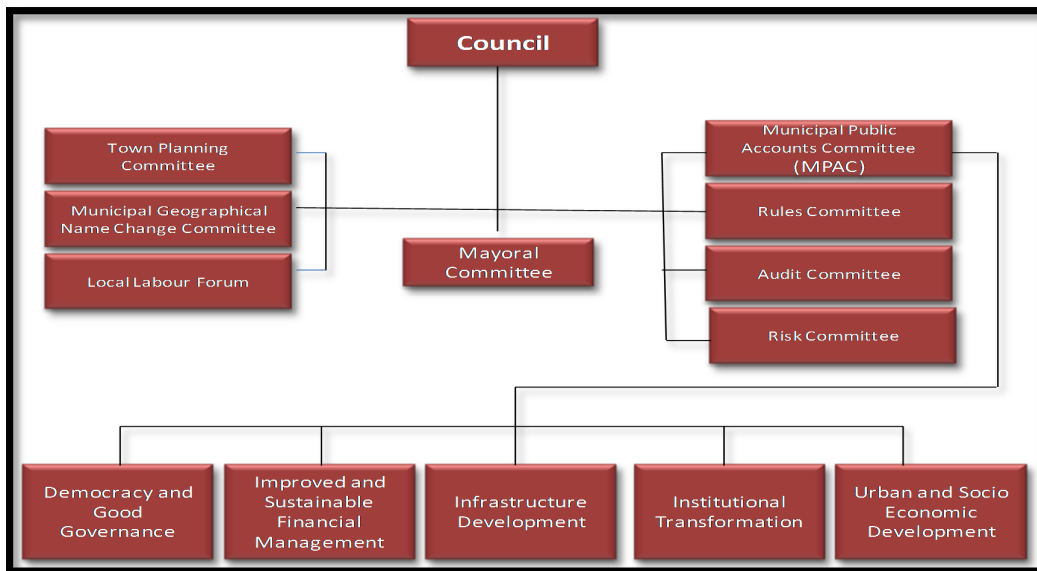 Council
Town Planning
Committee
Municipal Geographical
Name Change Committee
Local Labour Forum
Mayoral
Committee
Municipal Public
Accounts Committee
(MPAC)
Rules Committee
Audit Committee
Risk Committee
Democracy and
Good
Governance
Improved and
Sustainable
Financial
Management
Infrastructure
Development
Institutional
Transformation
Urban and Socio
Economic
Development